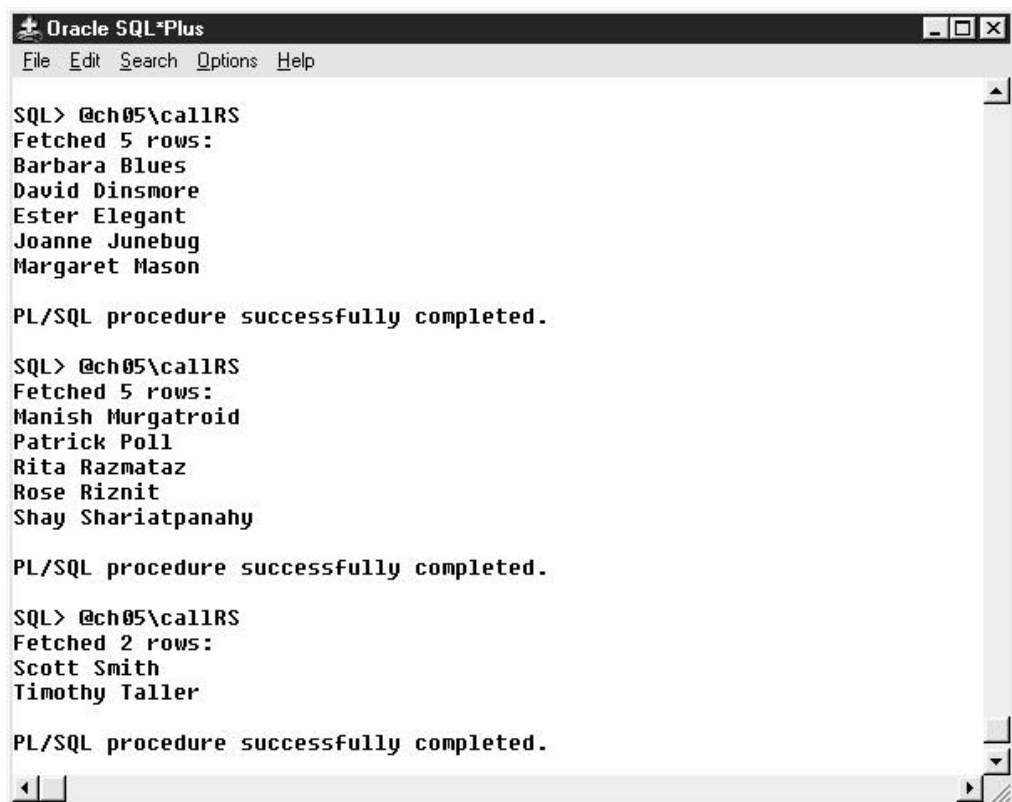 Oracle SQL*Plus
File Edit Search Options Help
SQL> @ch05\callRS
Fetched 5 rows:
Barbara Blues
David Dinsmore
Ester Elegant
Joanne Junebug
Margaret Mason
PL/SQL procedure successfully completed.
SQL> @ch05\callRS
Fetched 5 rows:
Manish Murgatroid
Patrick Poll
Rita Razmataz
Rose Riznit
Shay Shariatpanahy
PL/SQL procedure successfully completed.
SQL> @ch05\callRS
Fetched 2 rows:
Scott Smith
Timothy Taller
PL/SQL procedure successfully completed.